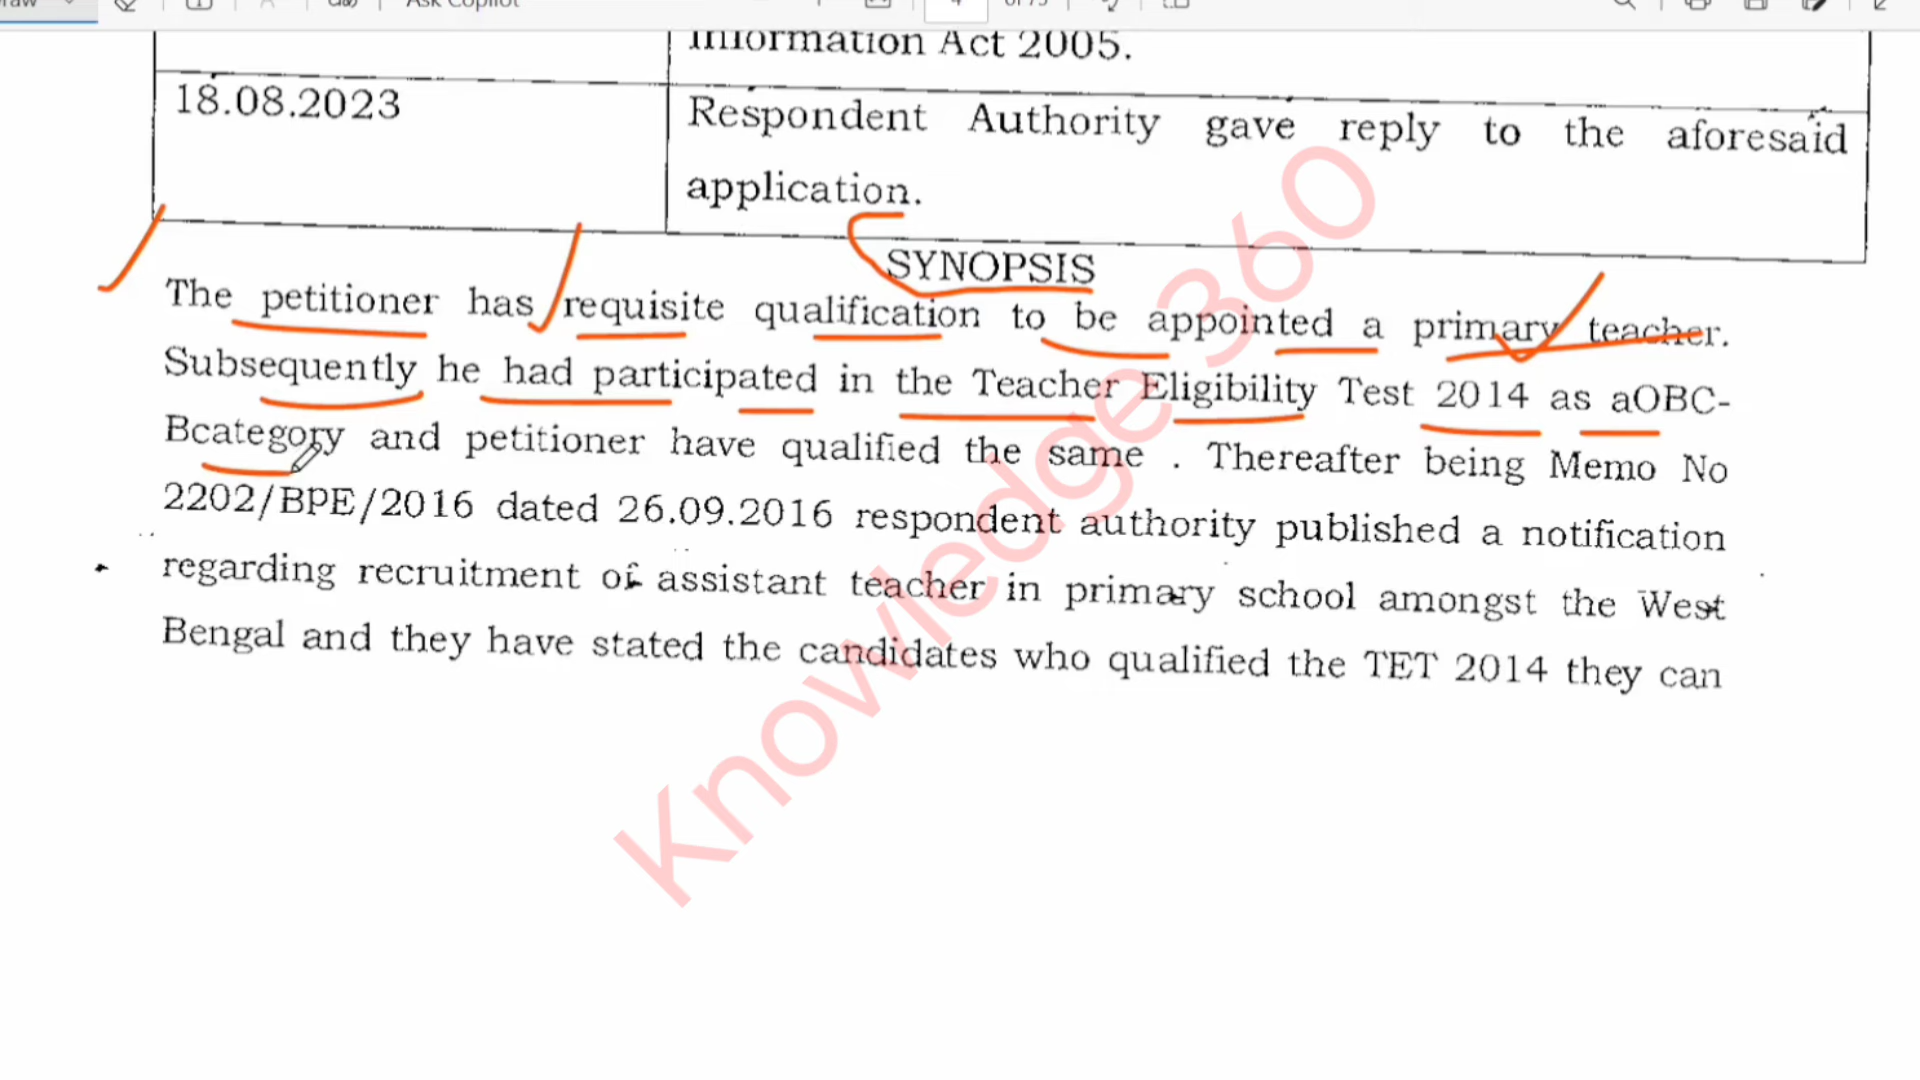 Ask Copilot
Information Act 2005.
18.08.2023
Respondent Authority gave reply to the aforesaid
application.
SYNOPSIS
The petitioner has requisite qualification to be appointed a primary teacher.
Subsequently he had participated in the Teacher Eligibility Test 2014 as aOBC-
Bcategory and petitioner have qualified the same . Thereafter being Memo No
2202/BPE/2016 dated 26.09.2016 respondent authority published a notification
regarding recruitment of assistant teacher in primary school amongst the West
Bengal and they have stated the candidates who qualified the TET 2014 they can
Knowledge 360